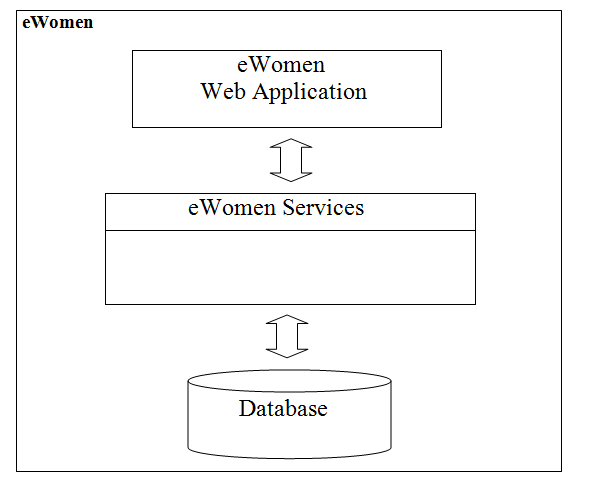 eWomen
eWomen
Web Application
eWomen Services
Database